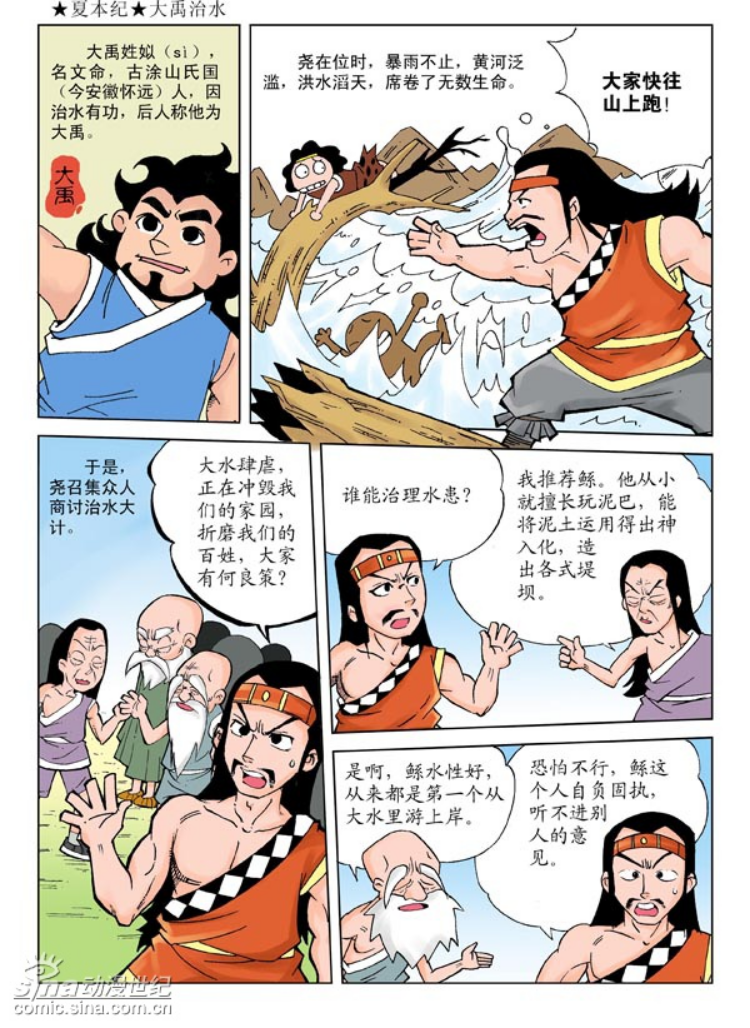 ★夏本纪★大禹治水
大禹姓姒（sì），
名文命，古涂山氏国
（今安徽怀远）人，因
治水有功，后人称他为
大禹。
大禹
尧在位时，暴雨不止，黄河泛
滥，洪水滔天，席卷了无数生命。
大家快往
山上跑！
于是，
尧召集众人
商讨治水大
计。
大水肆虐，
正在冲毁我
们的家园，
折磨我们的
百姓，大家
有何良策？
谁能治理水患？
我推荐鲧。他从小
就擅长玩泥巴，能
将泥土运用得出神
入化，造
出各式堤
坝。
是啊，鲧水性好，
从来都是第一个从
大水里游上岸。
恐怕不行，鲧这
个人自负固执，
听不进别
人的意
见。
sina动漫世纪
comic.sina.com.cn